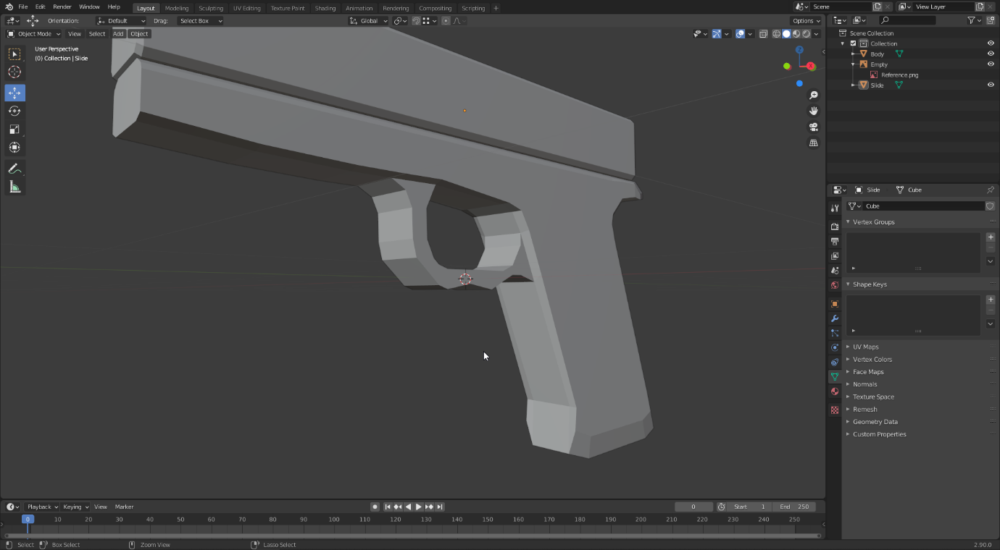 File Edit Render Window Help Layout Modeling Sculpting UV Editing Texture Paint Shading Animation Rendering Compositing Scripting + Scene View Layer
Orientation: Default Drag: Select Box Global Options
Object Mode View Select Add Object
User Perspective
(0) Collection | Slide
Z
X
Scene Collection
Collection
Body
Empty
Reference.png
Slide
Slide Cube
Cube
Vertex Groups
Shape Keys
UV Maps
Vertex Colors
Face Maps
Normals
Texture Space
Remesh
Geometry Data
Custom Properties
Playback Keying View Marker 0 Start 1 End 250
0 10 20 30 40 50 60 70 80 90 100 110 120 130 140 150 160 170 180 190 200 210 220 230 240 250
Select Box Select Zoom View Lasso Select 2.90.0